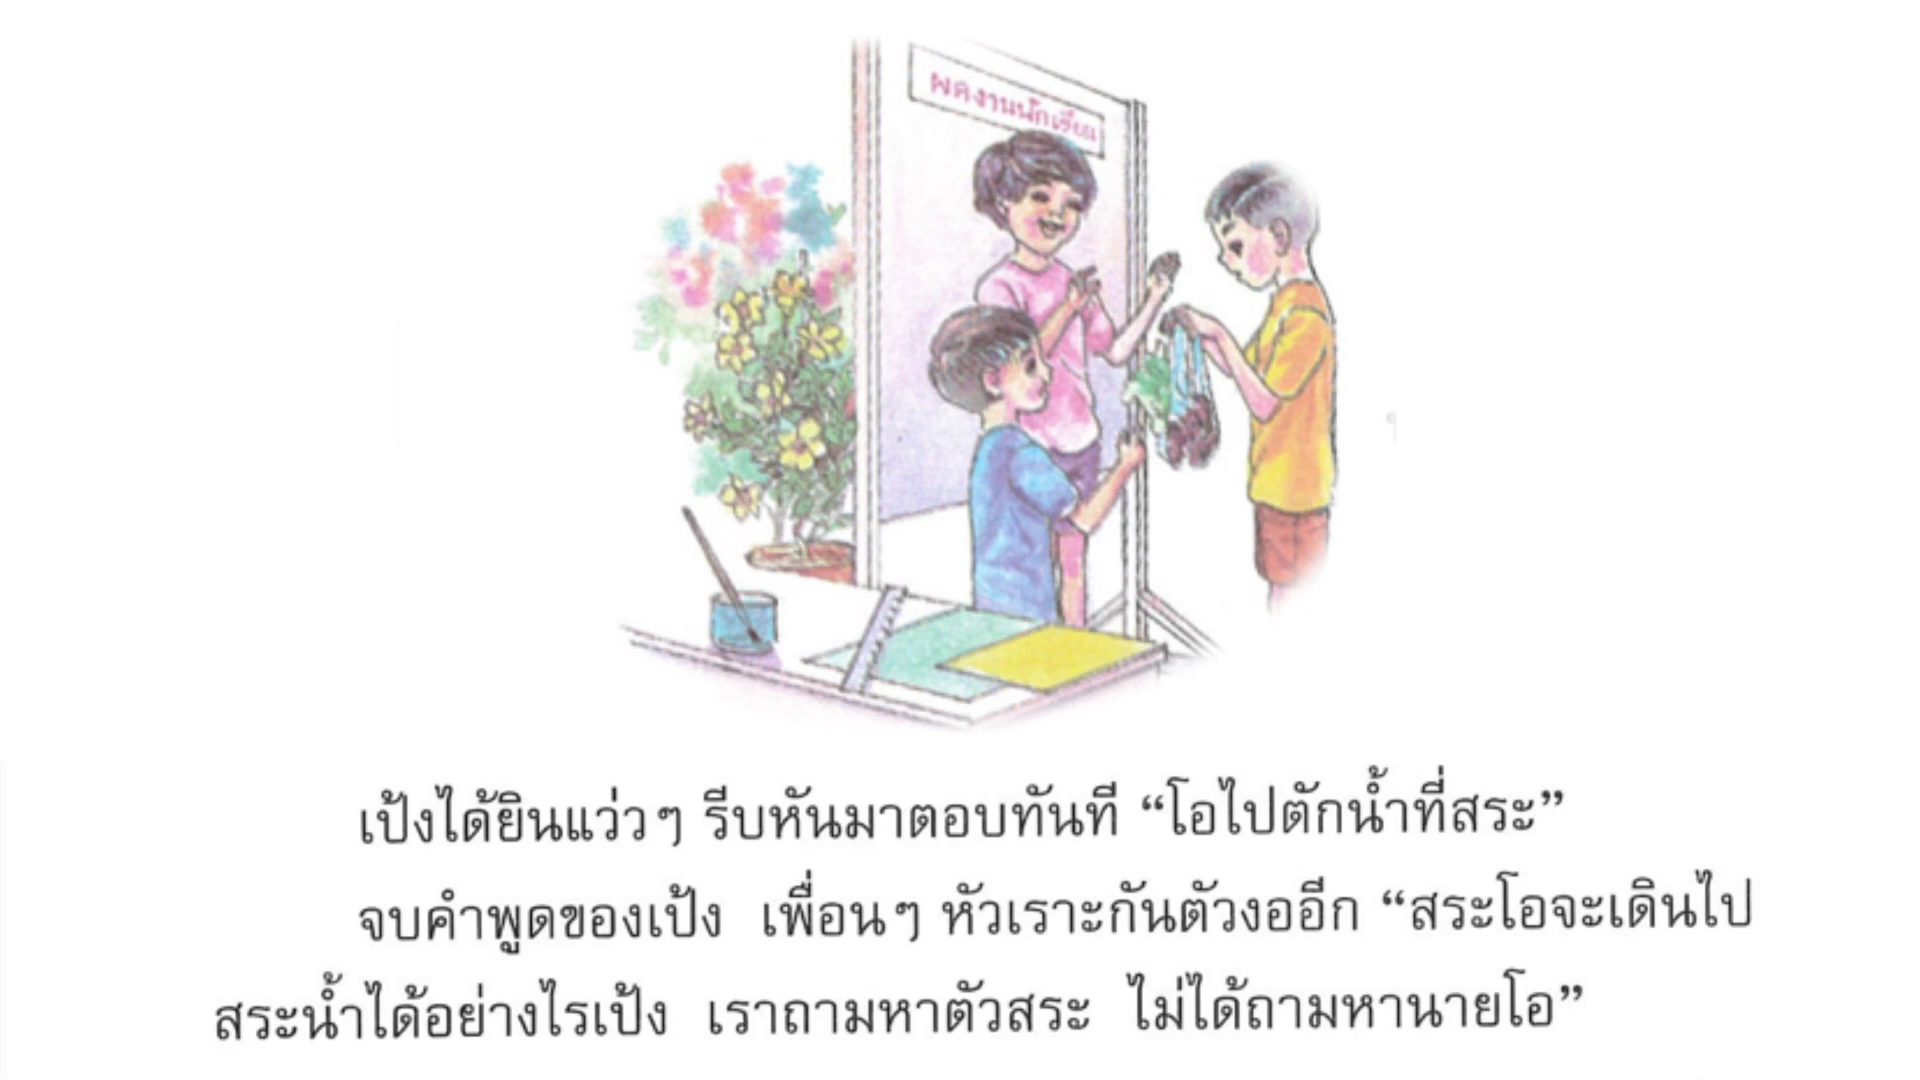 ผลงานนักเรียน
เป้งได้ยินแว่วๆ รีบหันมาตอบทันที “โอไปตักน้ำที่สระ”
จบคำพูดของเป้ง เพื่อนๆ หัวเราะกันตัวงออีก “สระโอจะเดินไป
สระน้ำได้อย่างไรเป้ง เราถามหาตัวสระ ไม่ได้ถามหานายโอ”